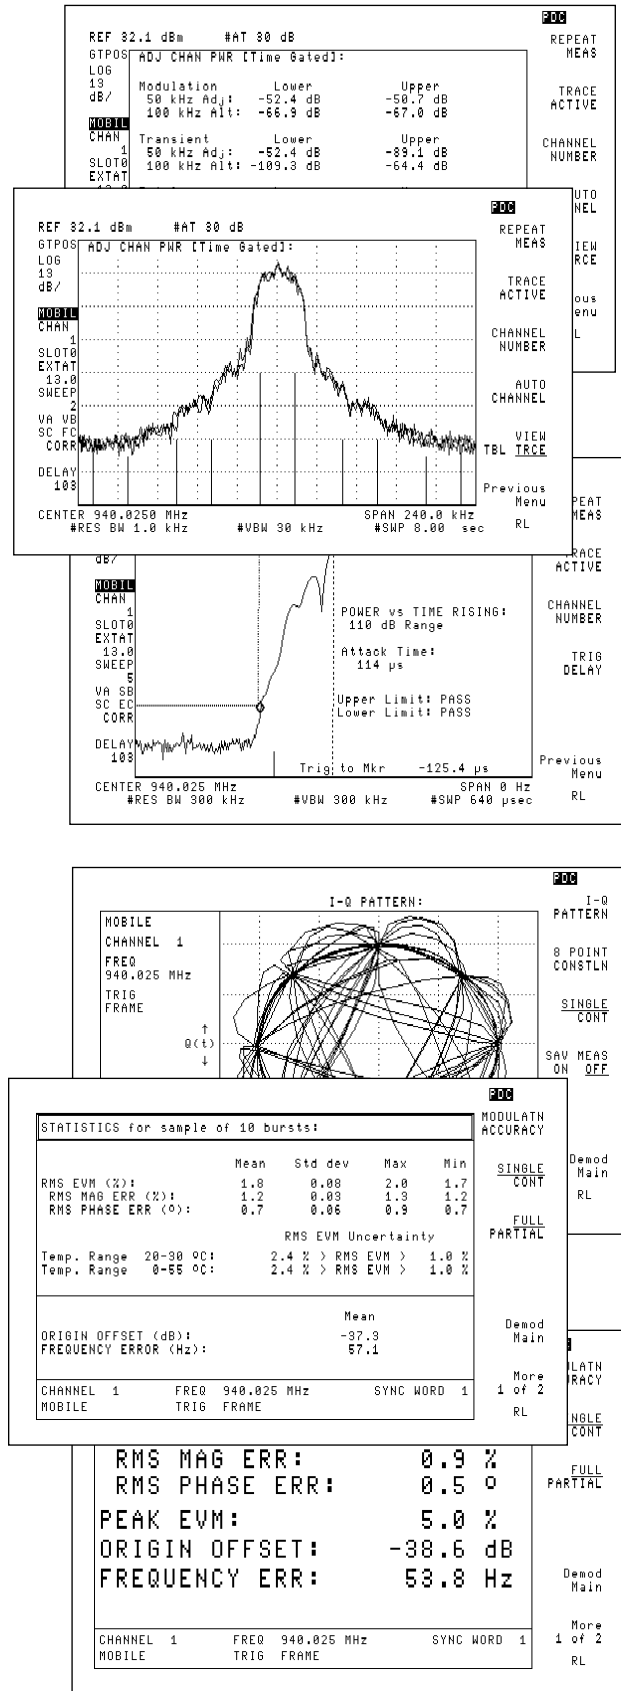 PDC
REF 32.1 dBm #AT 30 dB
REPEAT
MEAS
GTPOS ADJ CHAN PWR [Time Gated]:
LOG
13
dB/
Modulation Lower Upper
50 kHz Adj: -52.4 dB -50.7 dB
100 kHz Alt: -66.9 dB -67.0 dB
TRACE
ACTIVE
MOBIL
CHAN
1
SLOT0
EXTAT
Transient Lower Upper
50 kHz Adj: -52.4 dB -89.1 dB
100 kHz Alt: -109.3 dB -64.4 dB
CHANNEL
NUMBER
UTO
NEL
IEW
RCE
ous
enu
L
PDC
REF 32.1 dBm #AT 30 dB
REPEAT
MEAS
GTPOS ADJ CHAN PWR [Time Gated]:
LOG
13
dB/
TRACE
ACTIVE
MOBIL
CHAN
1
SLOT0
EXTAT
13.0
SWEEP
2
VA VB
SC FC
CORR
CHANNEL
NUMBER
AUTO
CHANNEL
VIEW
TBL TRCE
DELAY
103
Previous
Menu
CENTER 940.0250 MHz SPAN 240.0 kHz
#RES BW 1.0 kHz #VBW 30 kHz #SWP 8.00 sec
RL
PEAT
MEAS
RACE
ACTIVE
dB/
MOBIL
CHAN
1
SLOT0
EXTAT
13.0
SWEEP
5
VA SB
SC EC
CORR
POWER vs TIME RISING:
110 dB Range
Attack Time:
114 µs
Upper Limit: PASS
Lower Limit: PASS
CHANNEL
NUMBER
TRIG
DELAY
DELAY
103
Trig to Mkr -125.4 µs
Previous
Menu
CENTER 940.025 MHz SPAN 0 Hz
#RES BW 300 kHz #VBW 300 kHz #SWP 640 µsec
RL
PDC
I-Q PATTERN:
I-Q
PATTERN
MOBILE
CHANNEL 1
FREQ
940.025 MHz
TRIG
FRAME
↑
Q(t)
↓
8 POINT
CONSTLN
SINGLE
CONT
SAV MEAS
ON OFF
Demod
Main
RL
PDC
MODULATN
ACCURACY
STATISTICS for sample of 10 bursts:
Mean Std dev Max Min
RMS EVM (%): 1.8 0.08 2.0 1.7
RMS MAG ERR (%): 1.2 0.03 1.3 1.2
RMS PHASE ERR (º): 0.7 0.06 0.9 0.7
SINGLE
CONT
FULL
PARTIAL
RMS EVM Uncertainty
Temp. Range 20-30 ºC: 2.4 % > RMS EVM > 1.0 %
Temp. Range 0-55 ºC: 2.4 % > RMS EVM > 1.0 %
Mean
ORIGIN OFFSET (dB): -37.3
FREQUENCY ERROR (Hz): 57.1
Demod
Main
More
1 of 2
CHANNEL 1 FREQ 940.025 MHz SYNC WORD 1
MOBILE TRIG FRAME
RL
ULATN
RACY
NGLE
CONT
RMS MAG ERR: 0.9 %
RMS PHASE ERR: 0.5 º
PEAK EVM: 5.0 %
ORIGIN OFFSET: -38.6 dB
FREQUENCY ERR: 53.8 Hz
FULL
PARTIAL
Demod
Main
More
1 of 2
CHANNEL 1 FREQ 940.025 MHz SYNC WORD 1
MOBILE TRIG FRAME
RL